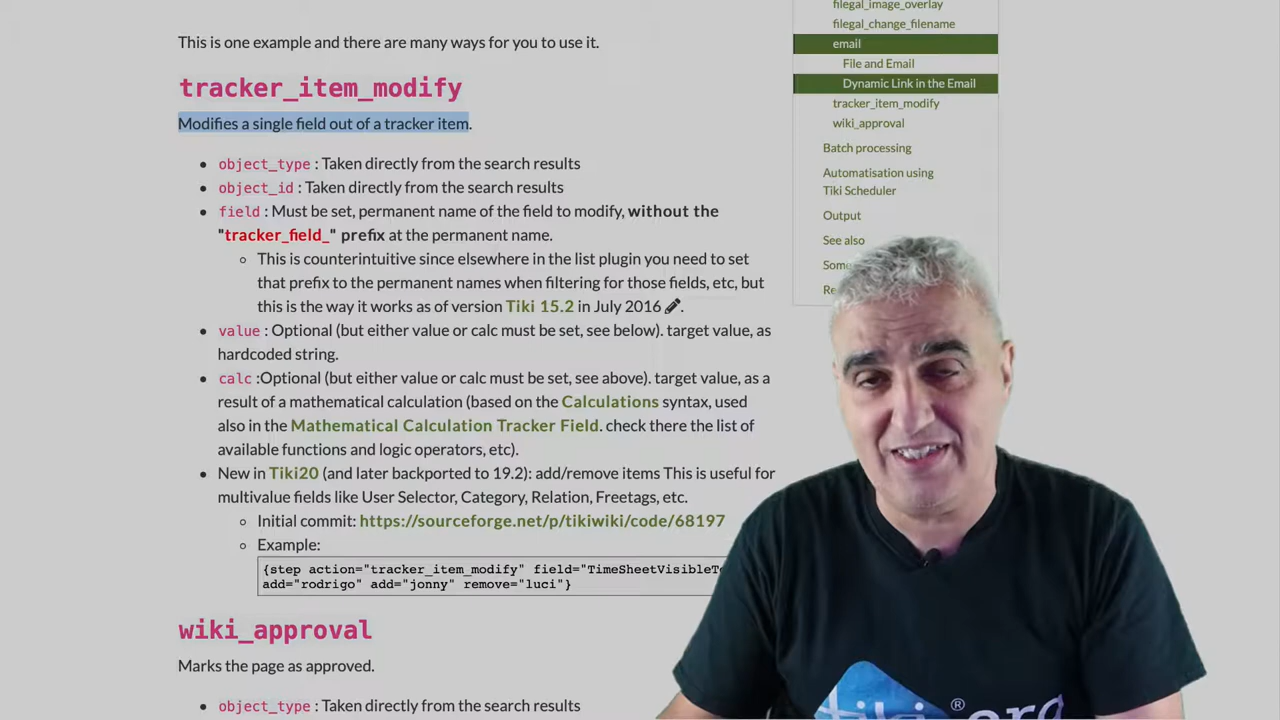 This is one example and there are many ways for you to use it.
tracker_item_modify
Modifies a single field out of a tracker item.
• object_type : Taken directly from the search results
• object_id : Taken directly from the search results
• field : Must be set, permanent name of the field to modify, without the
"tracker_field_" prefix at the permanent name.
◦ This is counterintuitive since elsewhere in the list plugin you need to set
that prefix to the permanent names when filtering for those fields, etc, but
this is the way it works as of version Tiki 15.2 in July 2016 .
• value : Optional (but either value or calc must be set, see below). target value, as
hardcoded string.
• calc :Optional (but either value or calc must be set, see above). target value, as a
result of a mathematical calculation (based on the Calculations syntax, used
also in the Mathematical Calculation Tracker Field. check there the list of
available functions and logic operators, etc).
• New in Tiki20 (and later backported to 19.2): add/remove items This is useful for
multivalue fields like User Selector, Category, Relation, Freetags, etc.
◦ Initial commit: https://sourceforge.net/p/tikiwiki/code/68197
◦ Example:
{step action="tracker_item_modify" field="TimeSheetVisibleTo
add="rodrigo" add="jonny" remove="luci"}
wiki_approval
Marks the page as approved.
• object_type : Taken directly from the search results
filegal_image_overlay
filegal_change_filename
email
File and Email
Dynamic Link in the Email
tracker_item_modify
wiki_approval
Batch processing
Automatisation using
Tiki Scheduler
Output
See also
tiki.org ®